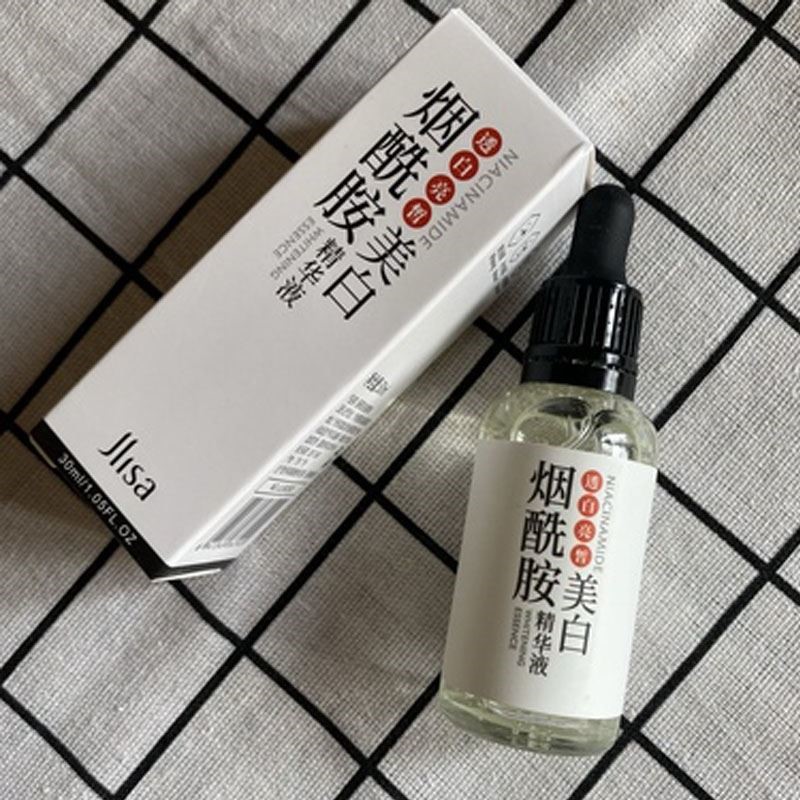 烟酰胺
透白亮皙
NIACINAMIDE
美白
精华液
WHITENING
ESSENCE
Jlisa
30ml/1.05FL.OZ
烟酰胺
透白亮皙
NIACINAMIDE
美白
精华液
WHITENING
ESSENCE